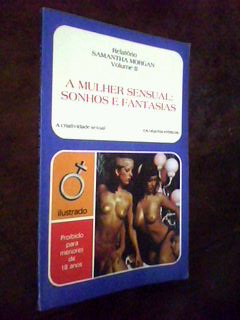 Relatório
SAMANTHA MORGAN
Volume II
A MULHER SENSUAL:
SONHOS E FANTASIAS
A criatividade sexual
ilustrado
Proibido
para
menores
de
18 anos